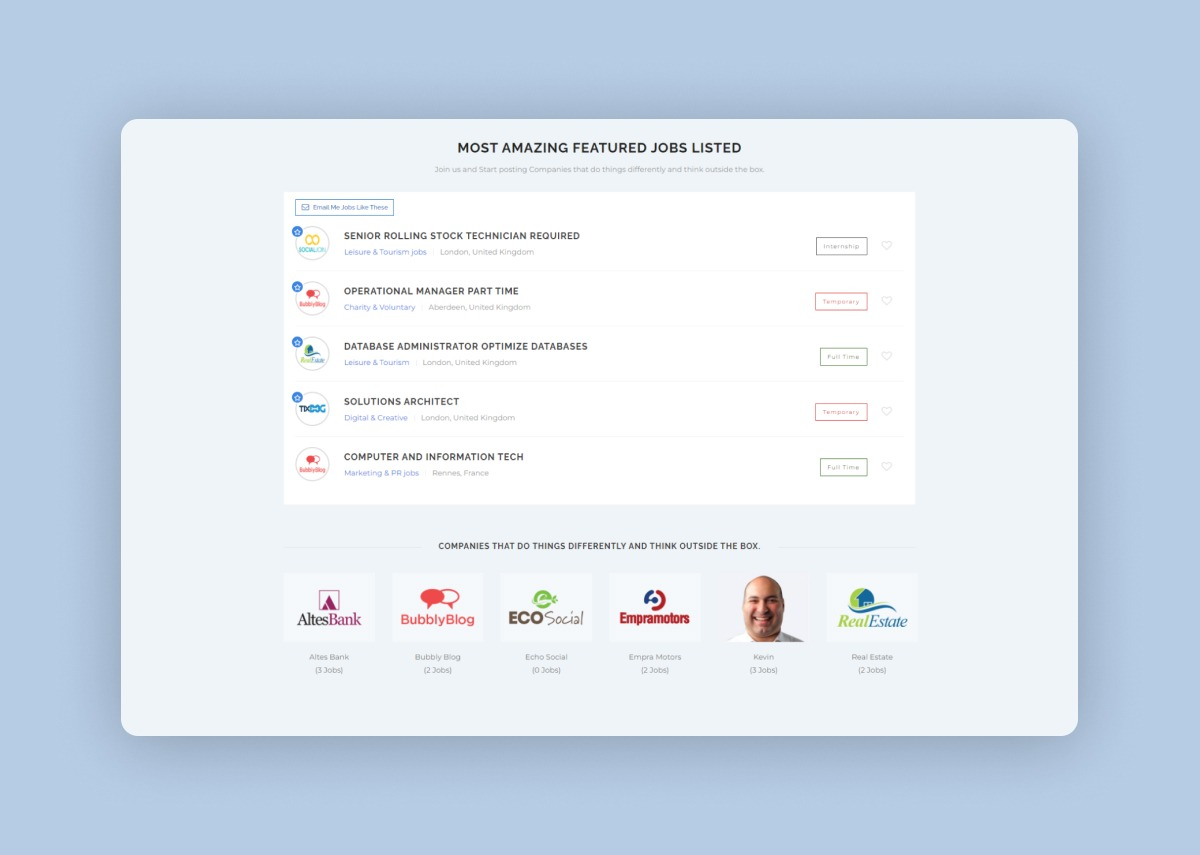 MOST AMAZING FEATURED JOBS LISTED
Join us and Start posting Companies that do things differently and think outside the box.
Email Me Jobs Like These
SOCIALJOIN
SENIOR ROLLING STOCK TECHNICIAN REQUIRED
Leisure & Tourism jobs London, United Kingdom
Internship
BubblyBlog
OPERATIONAL MANAGER PART TIME
Charity & Voluntary Aberdeen, United Kingdom
Temporary
RealEstate
DATABASE ADMINISTRATOR OPTIMIZE DATABASES
Leisure & Tourism London, United Kingdom
Full Time
SOLUTIONS ARCHITECT
Digital & Creative London, United Kingdom
Temporary
BubblyBlog
COMPUTER AND INFORMATION TECH
Marketing & PR jobs Rennes, France
Full Time
COMPANIES THAT DO THINGS DIFFERENTLY AND THINK OUTSIDE THE BOX.
AltesBank
BubblyBlog
ECOSocial
Empramotors
RealEstate
Altes Bank
(3 Jobs)
Bubbly Blog
(2 Jobs)
Echo Social
(0 Jobs)
Empra Motors
(2 Jobs)
Kevin
(3 Jobs)
Real Estate
(2 Jobs)